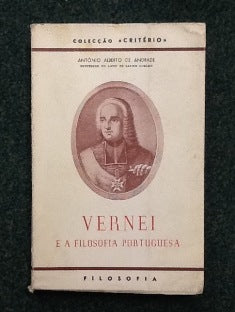 COLECÇÃO «CRITÉRIO»
ANTÓNIO ALBERTO DE ANDRADE
VERNEI
E A FILOSOFIA PORTUGUESA
FILOSOFIA